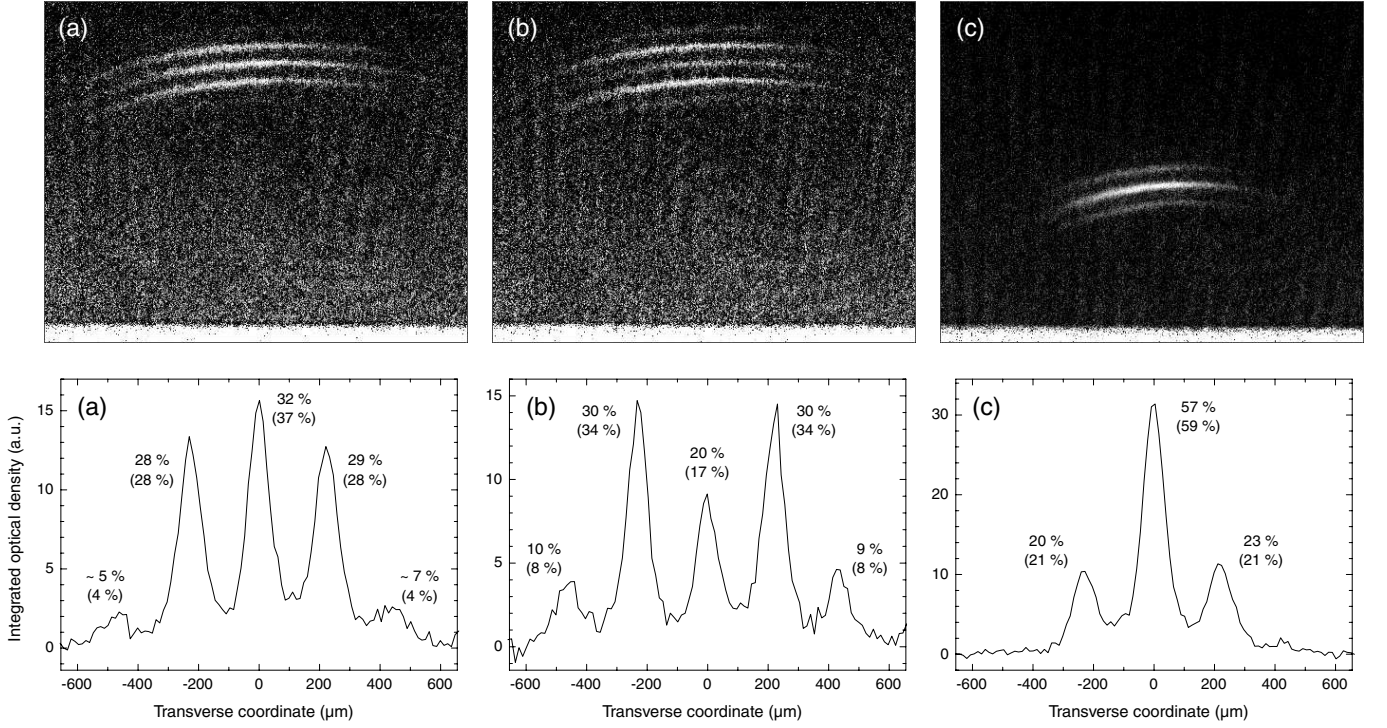 (a)
(b)
(c)
(a)
32 %
(37 %)
28 %
(28 %)
29 %
(28 %)
~ 5 %
(4 %)
~ 7 %
(4 %)
15
10
5
0
Integrated optical density (a.u.)
-600 -400 -200 0 200 400 600
Transverse coordinate (µm)
(b)
30 %
(34 %)
30 %
(34 %)
20 %
(17 %)
10 %
(8 %)
9 %
(8 %)
15
10
5
0
-600 -400 -200 0 200 400 600
Transverse coordinate (µm)
(c)
57 %
(59 %)
20 %
(21 %)
23 %
(21 %)
30
20
10
0
-600 -400 -200 0 200 400 600
Transverse coordinate (µm)